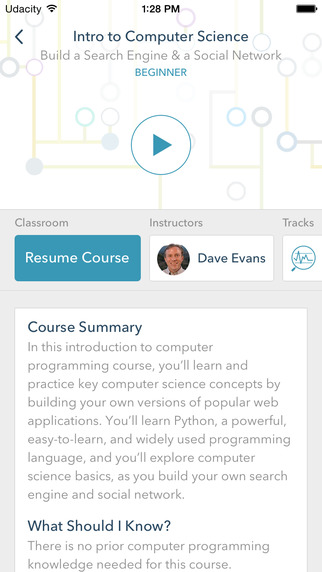 Udacity 1:28 PM
Intro to Computer Science
Build a Search Engine & a Social Network
BEGINNER
Classroom Instructors Tracks
Resume Course Dave Evans
Course Summary
In this introduction to computer
programming course, you'll learn and
practice key computer science concepts by
building your own versions of popular web
applications. You'll learn Python, a powerful,
easy-to-learn, and widely used programming
language, and you'll explore computer
science basics, as you build your own search
engine and social network.
What Should I Know?
There is no prior computer programming
knowledge needed for this course.